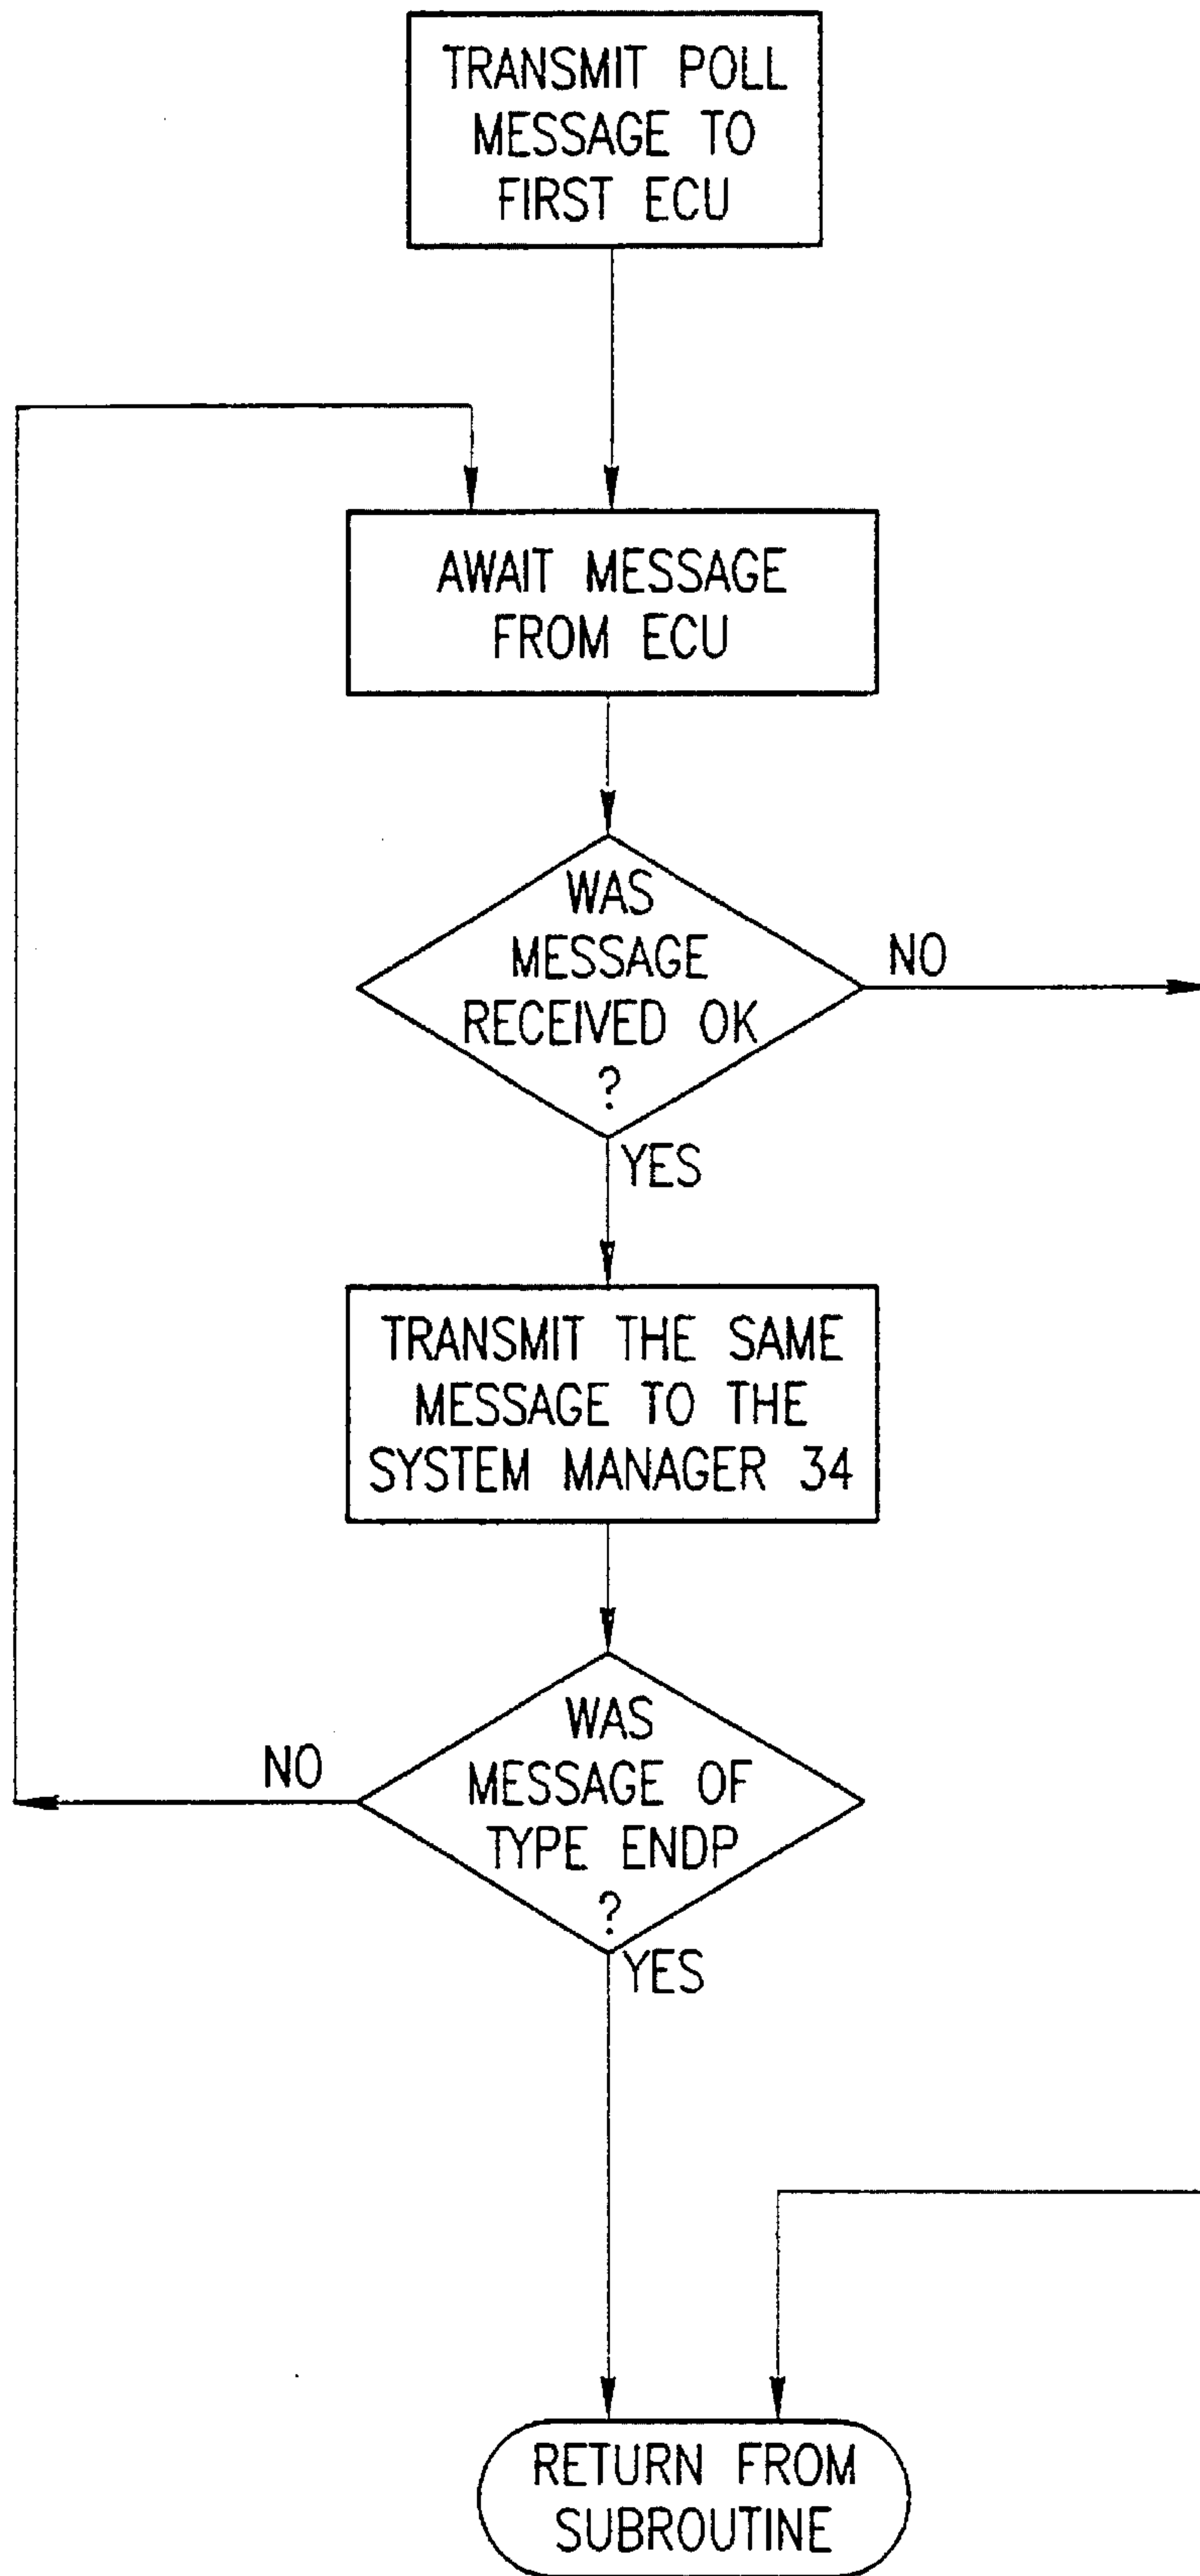 TRANSMIT POLL
MESSAGE TO
FIRST ECU
AWAIT MESSAGE
FROM ECU
WAS
MESSAGE
RECEIVED OK
?
NO
YES
TRANSMIT THE SAME
MESSAGE TO THE
SYSTEM MANAGER 34
WAS
MESSAGE OF
TYPE ENDP
?
NO
YES
RETURN FROM
SUBROUTINE